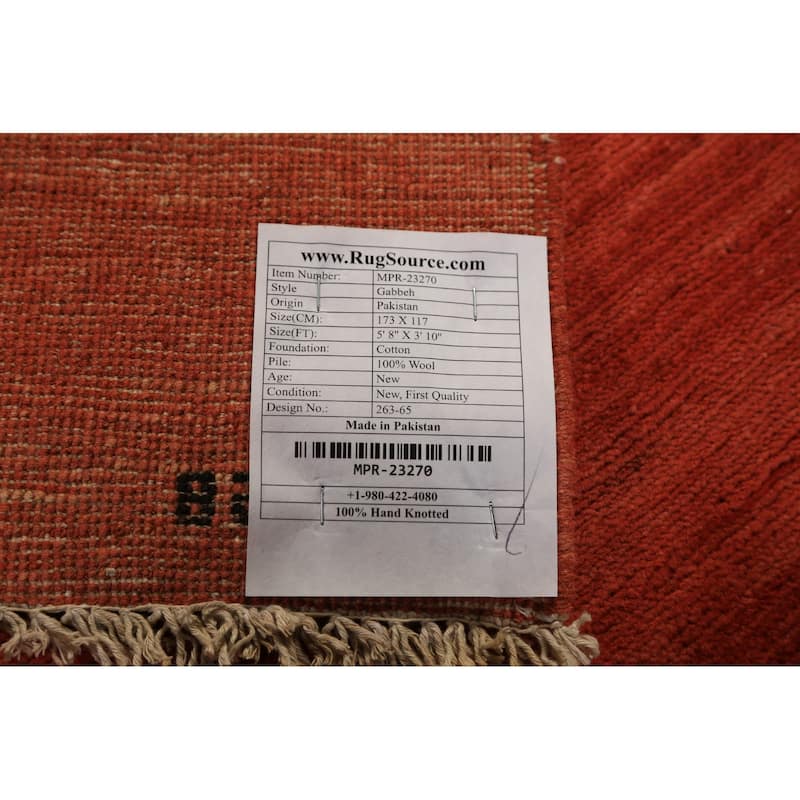 www.RugSource.com
Item Number: MPR-23270
Style Gabbeh
Origin Pakistan
Size(CM): 173 X 117
Size(FT): 5' 8" X 3' 10"
Foundation: Cotton
Pile: 100% Wool
Age: New
Condition: New, First Quality
Design No.: 263-65
Made in Pakistan
MPR-23270
+1-980-422-4080
100% Hand Knotted